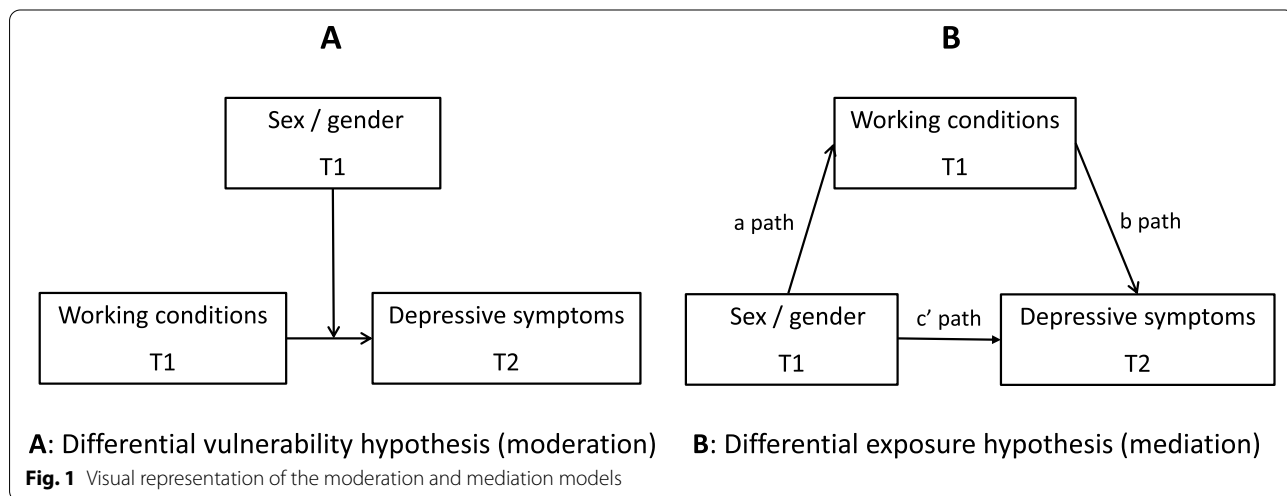 A
Sex / gender
T1
Working conditions
T1
Depressive symptoms
T2
A: Differential vulnerability hypothesis (moderation)
B
Working conditions
T1
a path
b path
Sex / gender
T1
c’ path
Depressive symptoms
T2
B: Differential exposure hypothesis (mediation)
Fig. 1 Visual representation of the moderation and mediation models